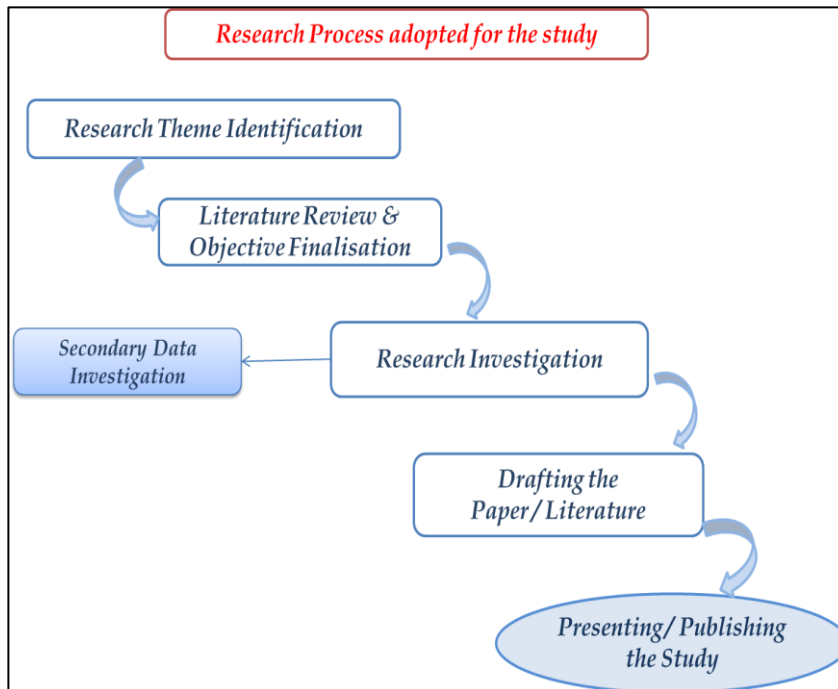 Research Process adopted for the study
Research Theme Identification
Literature Review &
Objective Finalisation
Secondary Data
Investigation
Research Investigation
Drafting the
Paper / Literature
Presenting/ Publishing
the Study